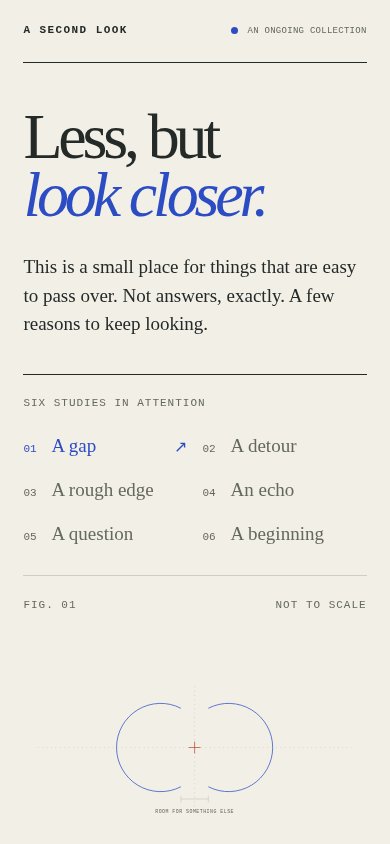 A SECOND LOOK
AN ONGOING COLLECTION
Less, but
look closer.
This is a small place for things that are easy
to pass over. Not answers, exactly. A few
reasons to keep looking.
SIX STUDIES IN ATTENTION
01 A gap ↗ 02 A detour
03 A rough edge 04 An echo
05 A question 06 A beginning
FIG. 01 NOT TO SCALE
ROOM FOR SOMETHING ELSE